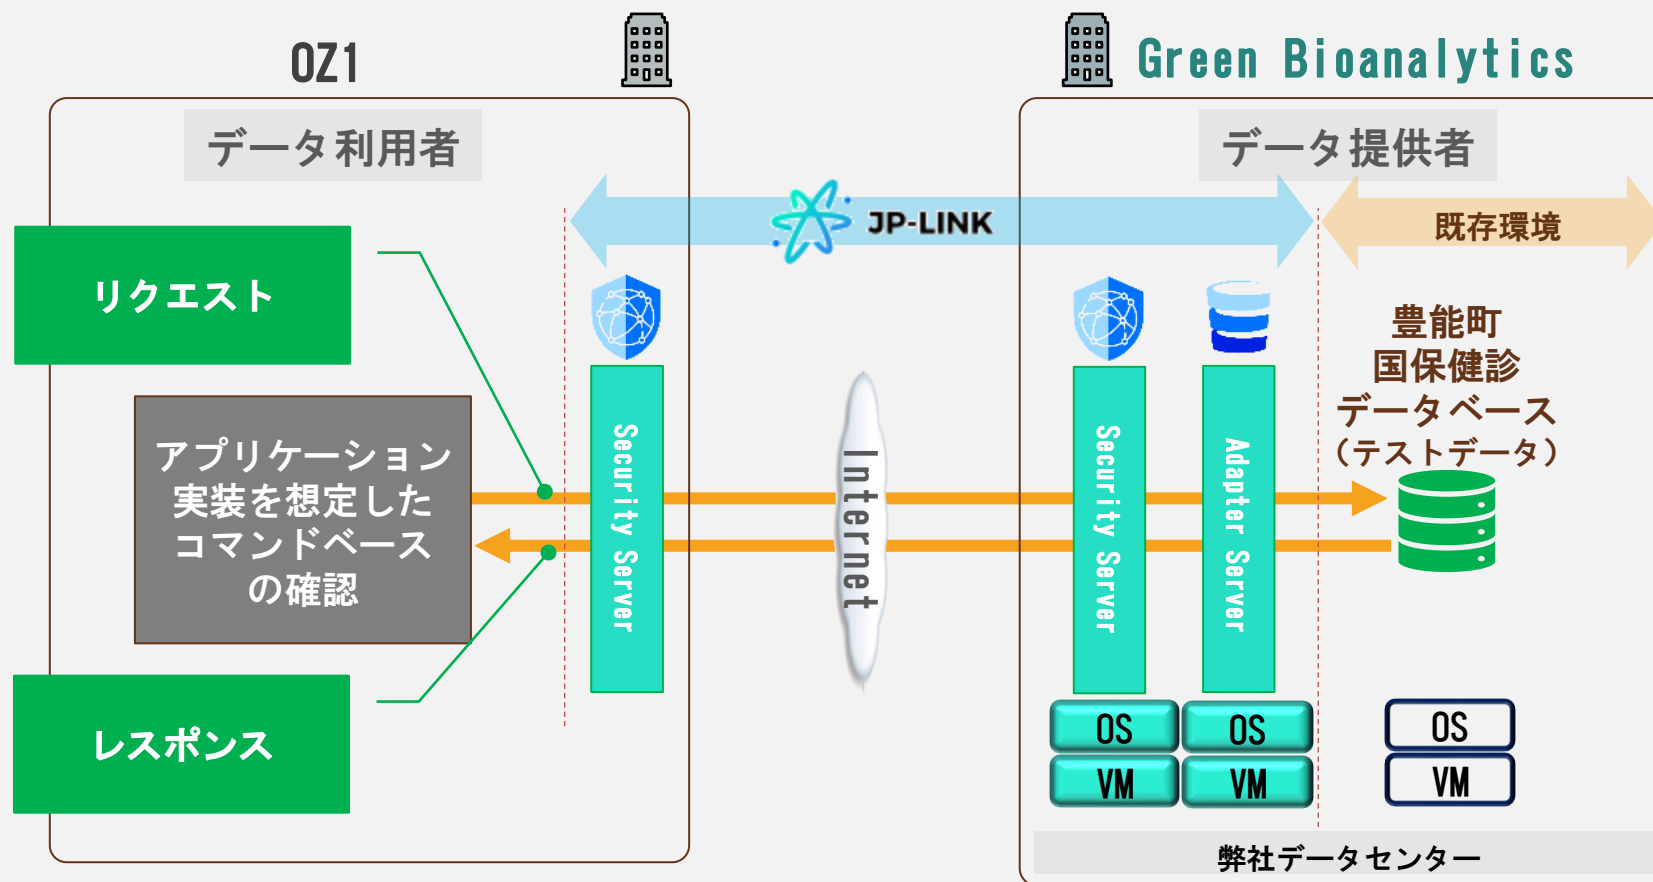 OZ1
Green Bioanalytics
データ利用者
データ提供者
JP-LINK
既存環境
リクエスト
豊能町
国保健診
データベース
（テストデータ）
アプリケーション
実装を想定した
コマンドベース
の確認
Security Server
Internet
Security Server
Adapter Server
レスポンス
OS
OS
OS
VM
VM
VM
弊社データセンター